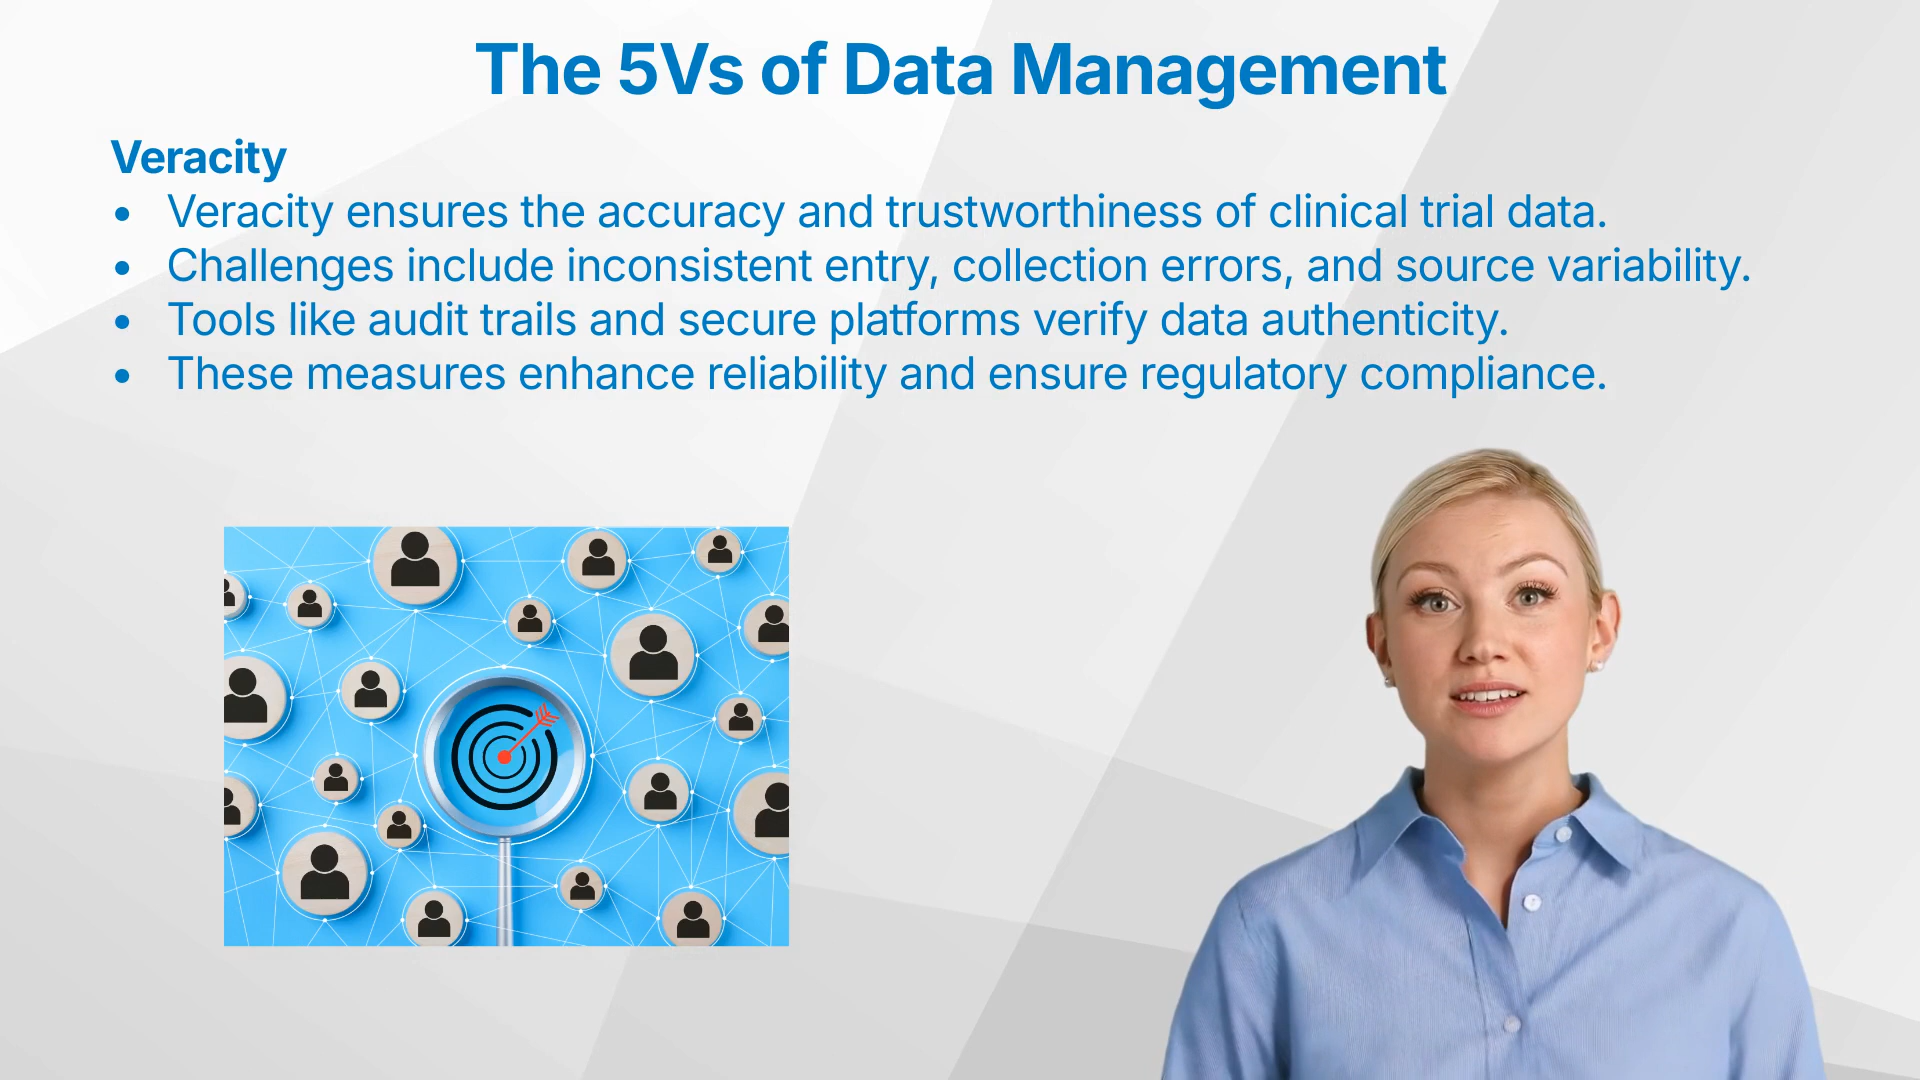 The 5Vs of Data Management
Veracity
• Veracity ensures the accuracy and trustworthiness of clinical trial data.
• Challenges include inconsistent entry, collection errors, and source variability.
• Tools like audit trails and secure platforms verify data authenticity.
• These measures enhance reliability and ensure regulatory compliance.